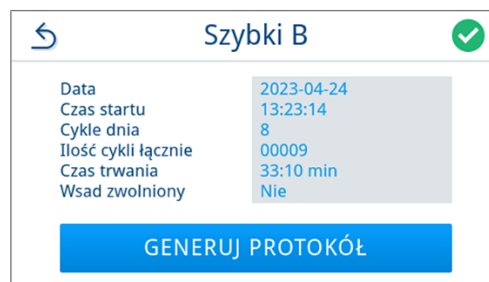 Szybki B
Data 2023-04-24
Czas startu 13:23:14
Cykle dnia 8
Ilość cykli łącznie 00009
Czas trwania 33:10 min
Wsad zwolniony Nie
GENERUJ PROTOKÓŁ